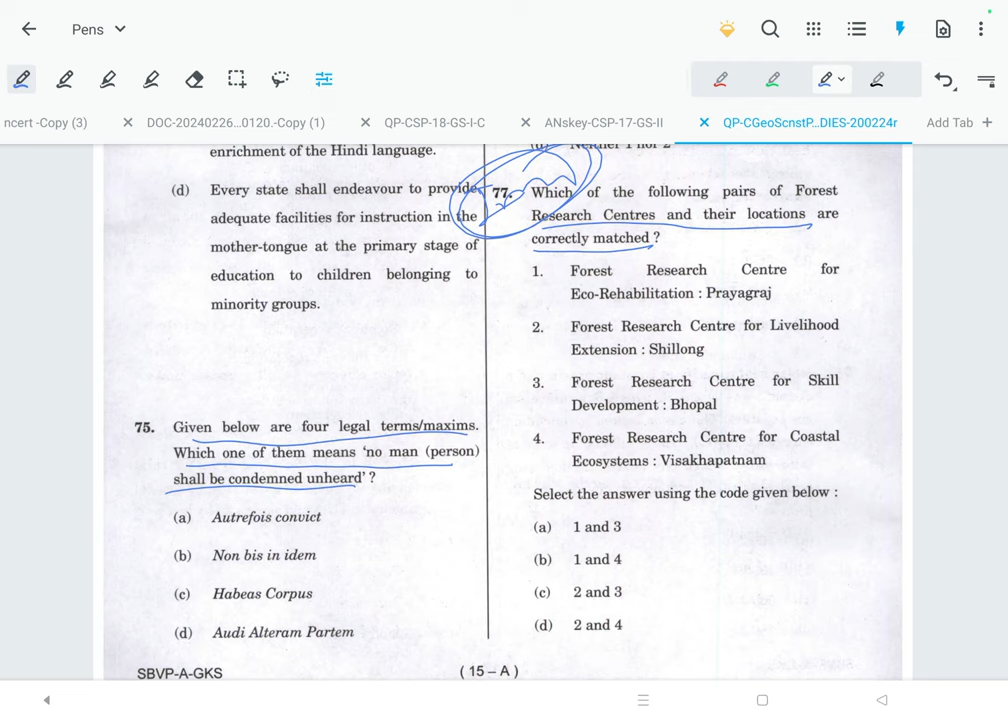 Pens
ncert -Copy (3)
DOC-20240226...0120.-Copy (1)
QP-CSP-18-GS-I-C
ANskey-CSP-17-GS-II
QP-CGeoScnstP...DIES-200224r
Add Tab +
enrichment of the Hindi language.
(d) Every state shall endeavour to provide
adequate facilities for instruction in the
mother-tongue at the primary stage of
education to children belonging to
minority groups.
75. Given below are four legal terms/maxims.
Which one of them means 'no man (person)
shall be condemned unheard' ?
(a) Autrefois convict
(b) Non bis in idem
(c) Habeas Corpus
(d) Audi Alteram Partem
SBVP-A-GKS
( 15 – A )
(d) Neither 1 nor 2
77. Which of the following pairs of Forest
Research Centres and their locations are
correctly matched ?
1. Forest Research Centre for
Eco-Rehabilitation : Prayagraj
2. Forest Research Centre for Livelihood
Extension : Shillong
3. Forest Research Centre for Skill
Development : Bhopal
4. Forest Research Centre for Coastal
Ecosystems : Visakhapatnam
Select the answer using the code given below :
(a) 1 and 3
(b) 1 and 4
(c) 2 and 3
(d) 2 and 4